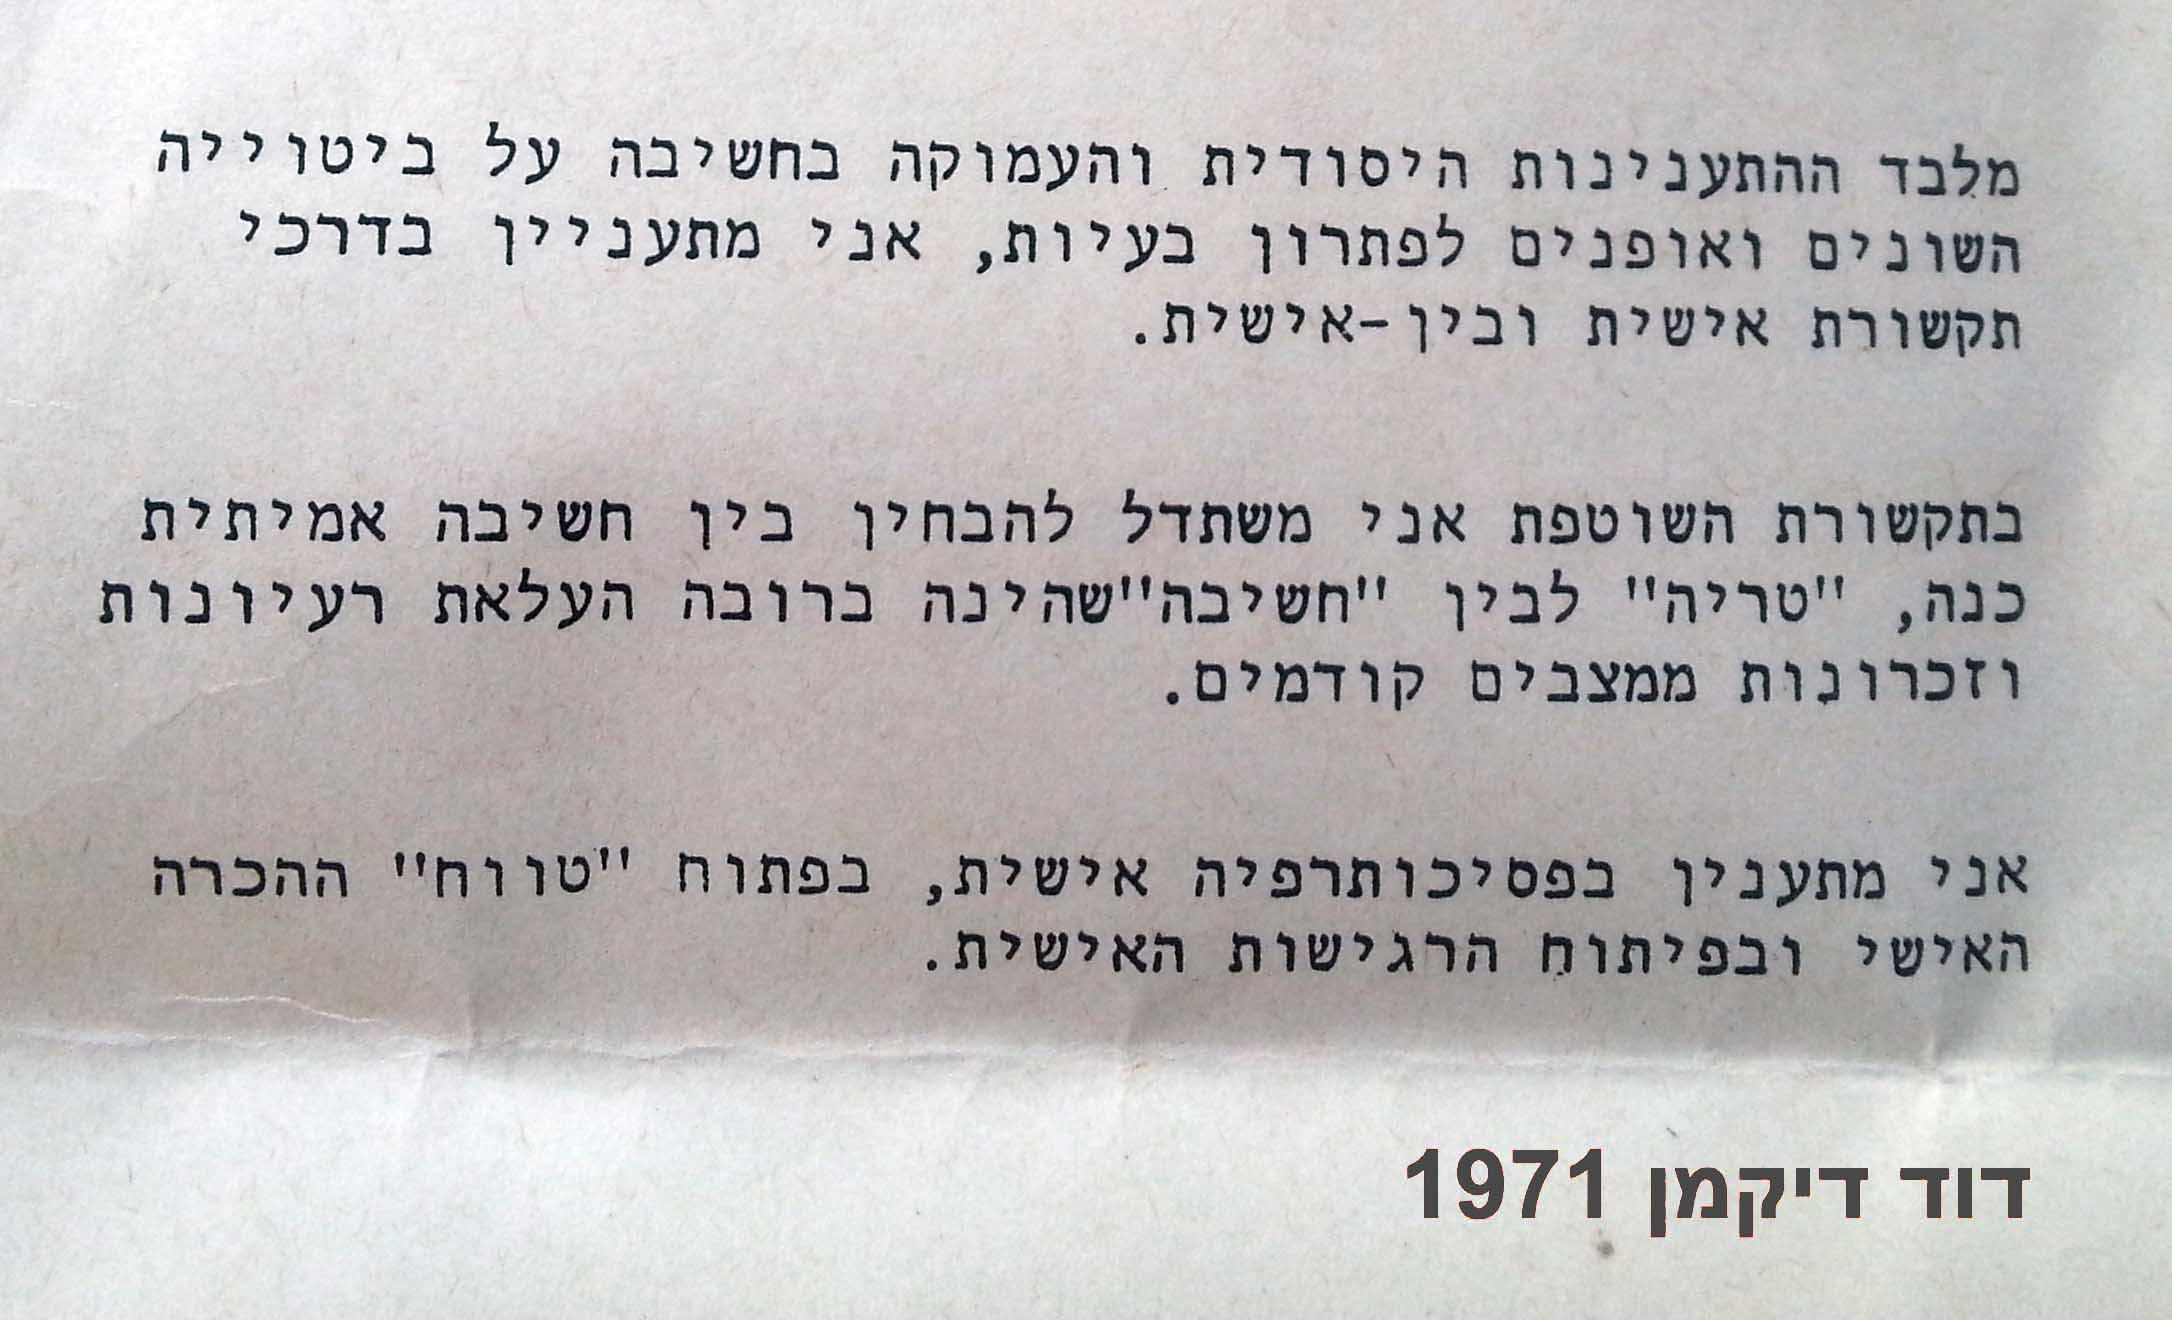 מלבד ההתענינות היסודית והעמוקה בחשיבה על ביטוייה
השונים ואופנים לפתרון בעיות, אני מתעניין בדרכי
תקשורת אישית ובין-אישית.
בתקשורת השוטפת אני משתדל להבחין בין חשיבה אמיתית
כנה, "טריה" לבין "חשיבה"שהינה ברובה העלאת רעיונות
וזכרונות ממצבים קודמים.
אני מתענין בפסיכותרפיה אישית, בפתוח "טווח" ההכרה
האישי ובפיתוח הרגישות האישית.
דוד דיקמן 1971